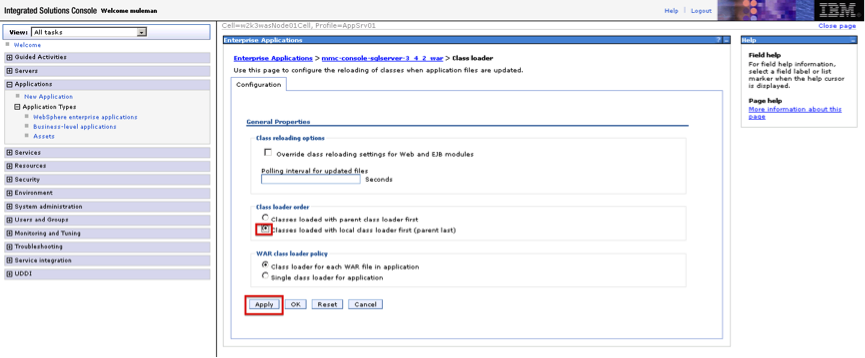 Integrated Solutions Console Welcome muleman
Help | Logout
IBM.
Cell=w2k3wasNode01Cell, Profile=AppSrv01
Close page
View: All tasks
Welcome
Guided Activities
Servers
Applications
New Application
Application Types
WebSphere enterprise applications
Business-level applications
Assets
Services
Resources
Security
Environment
System administration
Users and Groups
Monitoring and Tuning
Troubleshooting
Service integration
UDDI
Enterprise Applications ? -
Enterprise Applications > mmc-console-sqlserver-3_4_2_war > Class loader
Use this page to configure the reloading of classes when application files are updated.
Configuration
General Properties
Class reloading options
Override class reloading settings for Web and EJB modules
Polling interval for updated files
Seconds
Class loader order
Classes loaded with parent class loader first
Classes loaded with local class loader first (parent last)
WAR class loader policy
Class loader for each WAR file in application
Single class loader for application
Apply OK Reset Cancel
Help -
Field help
For field help information,
select a field label or list
marker when the help cursor
is displayed.
Page help
More information about this
page